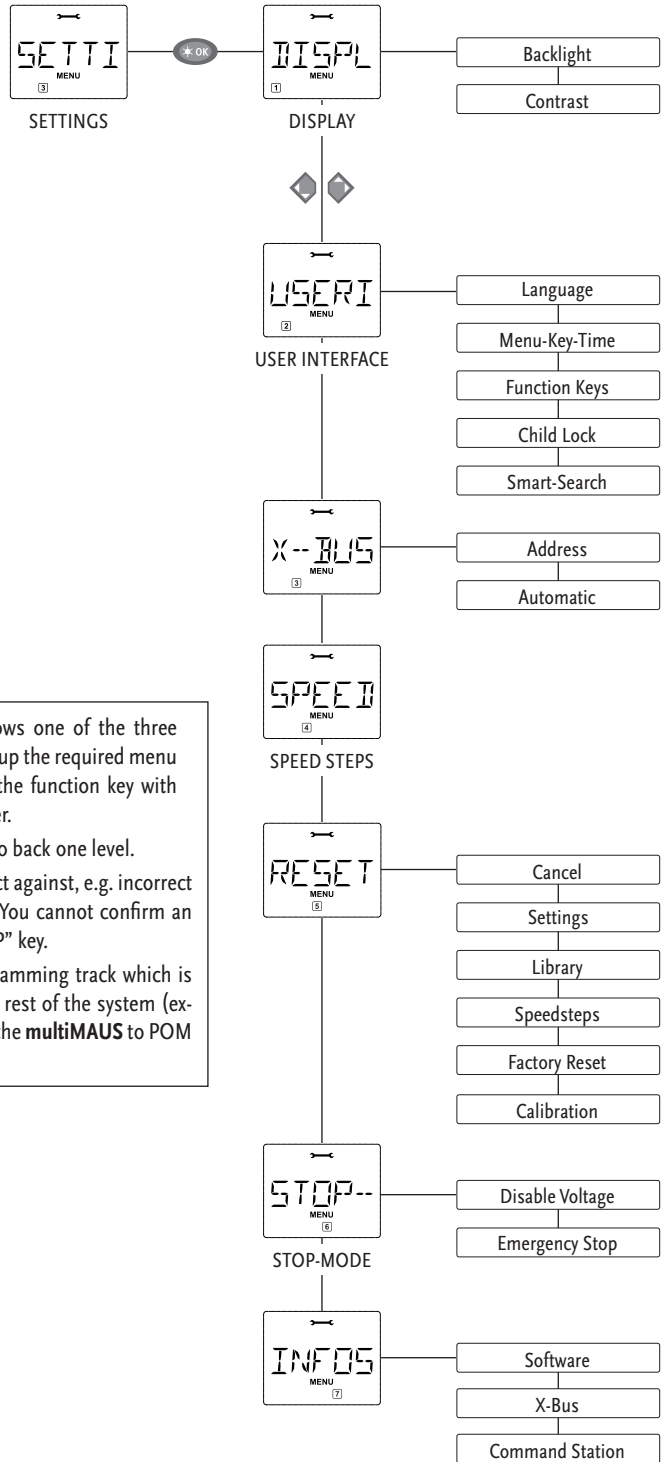 SETTI
MENU
3
SETTINGS
OK
DISPL
MENU
1
DISPLAY
Backlight
Contrast
USERI
MENU
2
USER INTERFACE
Language
Menu-Key-Time
Function Keys
Child Lock
Smart-Search
X--BUS
MENU
3
Address
Automatic
SPEED
MENU
4
SPEED STEPS
ows one of the three
up the required menu
the function key with
er.
o back one level.
ct against, e.g. incorrect
You cannot confirm an
P” key.
amming track which is
rest of the system (ex-
the multiMAUS to POM
RESET
MENU
5
Cancel
Settings
Library
Speedsteps
Factory Reset
Calibration
STOP--
MENU
6
STOP-MODE
Disable Voltage
Emergency Stop
INFOS
MENU
7
Software
X-Bus
Command Station